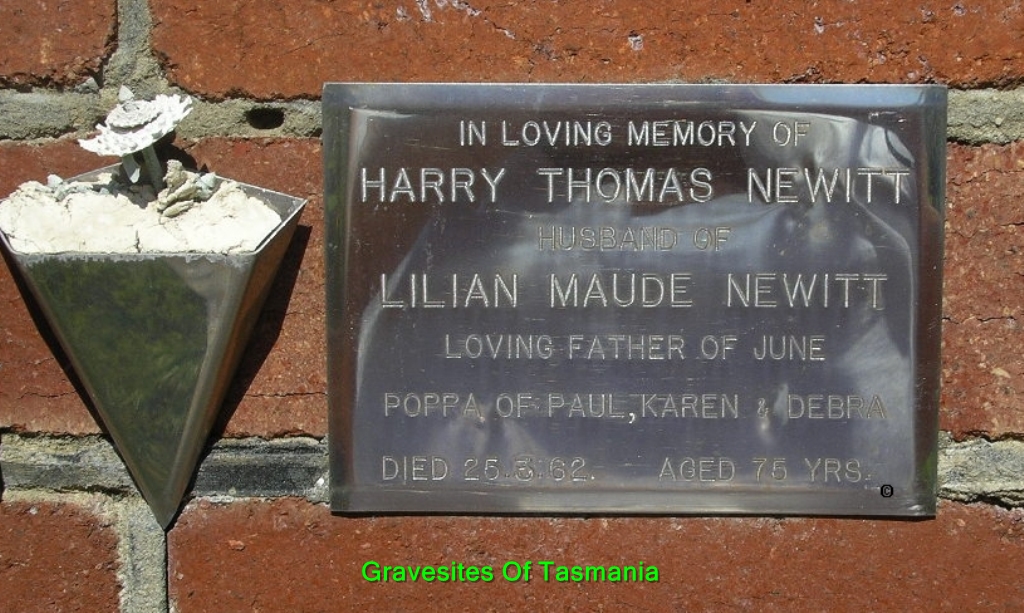 IN LOVING MEMORY OF
HARRY THOMAS NEWITT
HUSBAND OF
LILIAN MAUDE NEWITT
LOVING FATHER OF JUNE
POPPA OF PAUL, KAREN & DEBRA
DIED 25.3.62. AGED 75 YRS.
©
Gravesites Of Tasmania